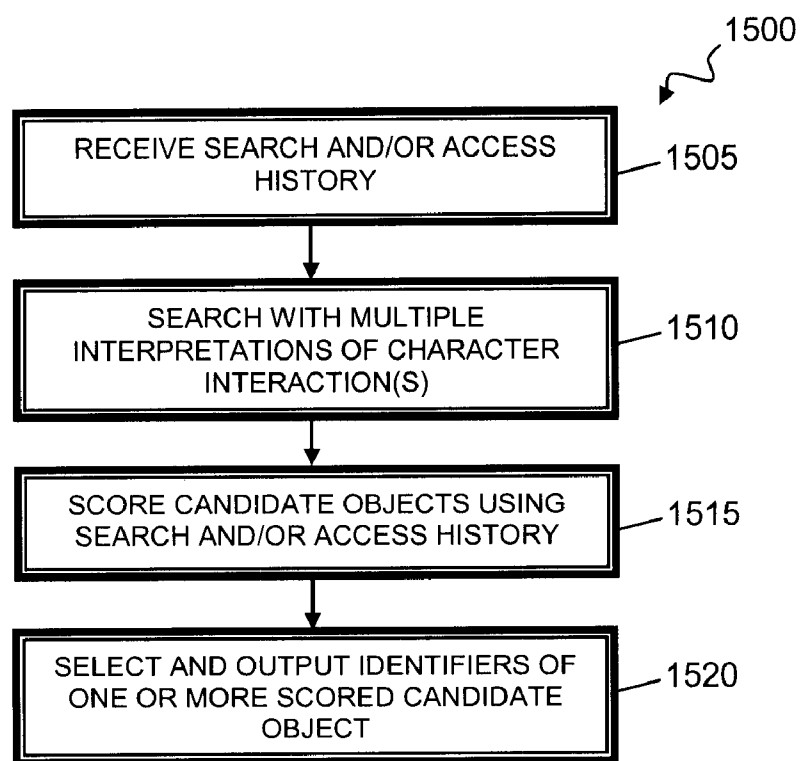 1500
RECEIVE SEARCH AND/OR ACCESS
HISTORY
1505
SEARCH WITH MULTIPLE
INTERPRETATIONS OF CHARACTER
INTERACTION(S)
1510
SCORE CANDIDATE OBJECTS USING
SEARCH AND/OR ACCESS HISTORY
1515
SELECT AND OUTPUT IDENTIFIERS OF
ONE OR MORE SCORED CANDIDATE
OBJECT
1520